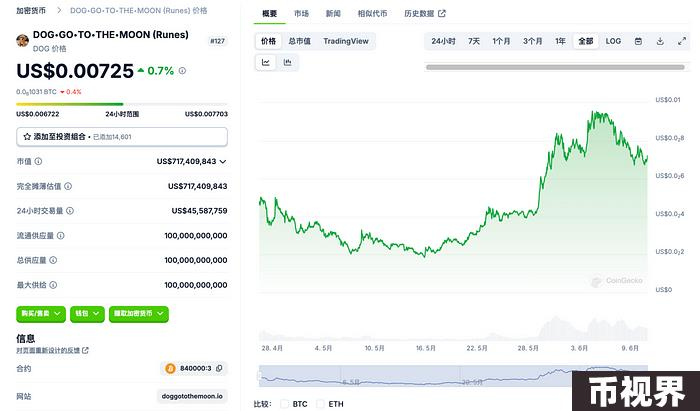 加密货币 > DOG•GO•TO•THE•MOON (Runes) 价格
DOG•GO•TO•THE•MOON (Runes)
DOG 价格
#127
US$0.00725 0.7%
0.0₆1031 BTC 0.4%
US$0.006722 24小时范围 US$0.007703
添加至投资组合 • 已添加14,601
市值 US$717,409,843
完全摊薄估值 US$717,409,843
24小时交易量 US$45,587,759
流通供应量 100,000,000,000
总供应量 100,000,000,000
最大供给 100,000,000,000
购买/售卖 钱包 赚取加密货币
信息
对页面重新设计的反馈
合约 840000:3
网站 doggotothemoon.io
概要 市场 新闻 相似代币 历史数据
价格 总市值 TradingView
24小时 7天 1个月 3个月 1年 全部 LOG
US$0.01
US$0.0₂8
US$0.0₂6
US$0.0₂4
US$0.0₂2
US$0
CoinGecko
28. 4月 4. 5月 10. 5月 16. 5月 22. 5月 28. 5月 3. 6月 9. 6月
6. 5月 20. 5月
比较: BTC ETH
币视界